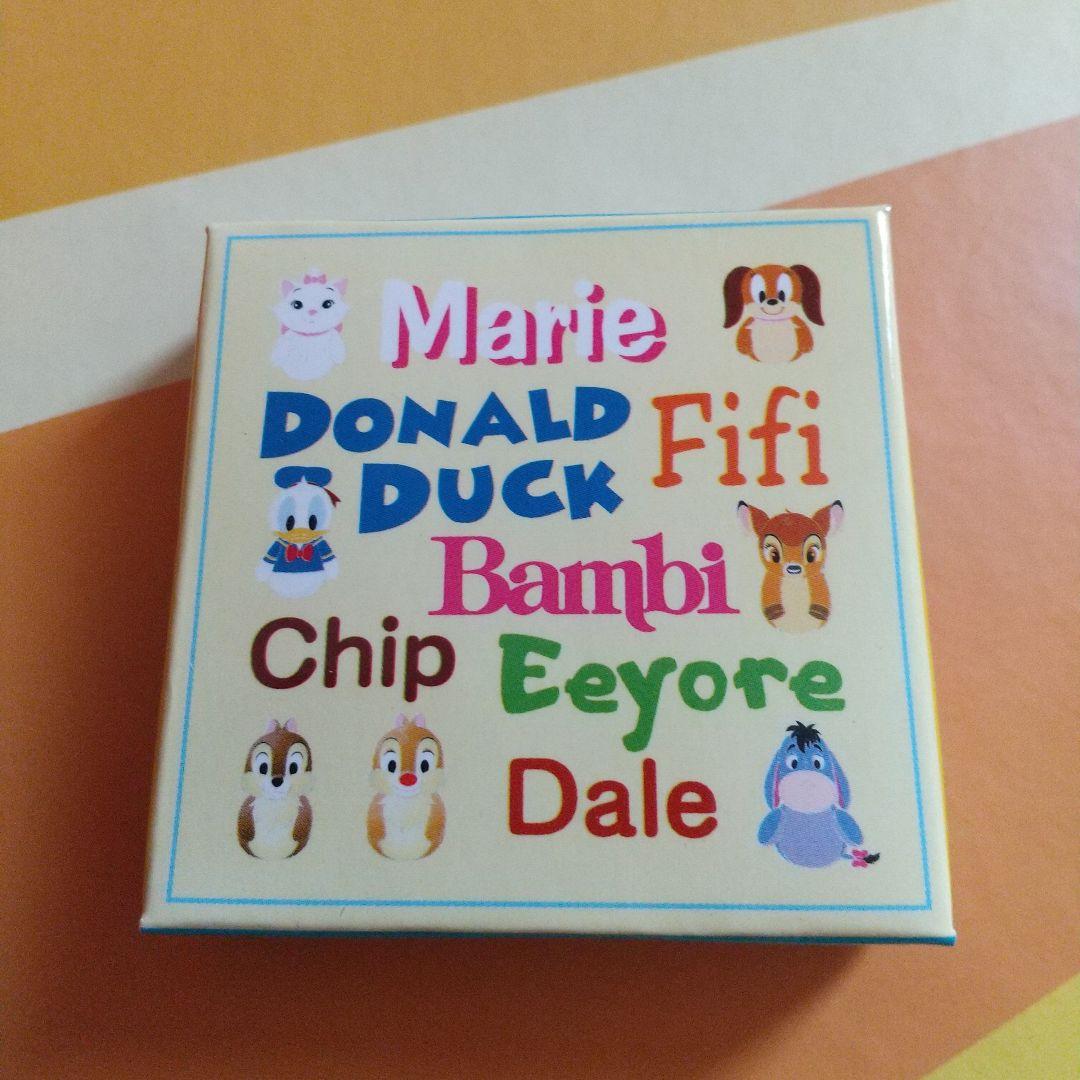 Marie
DONALD
DUCK
Fifi
Bambi
Chip
Eeyore
Dale